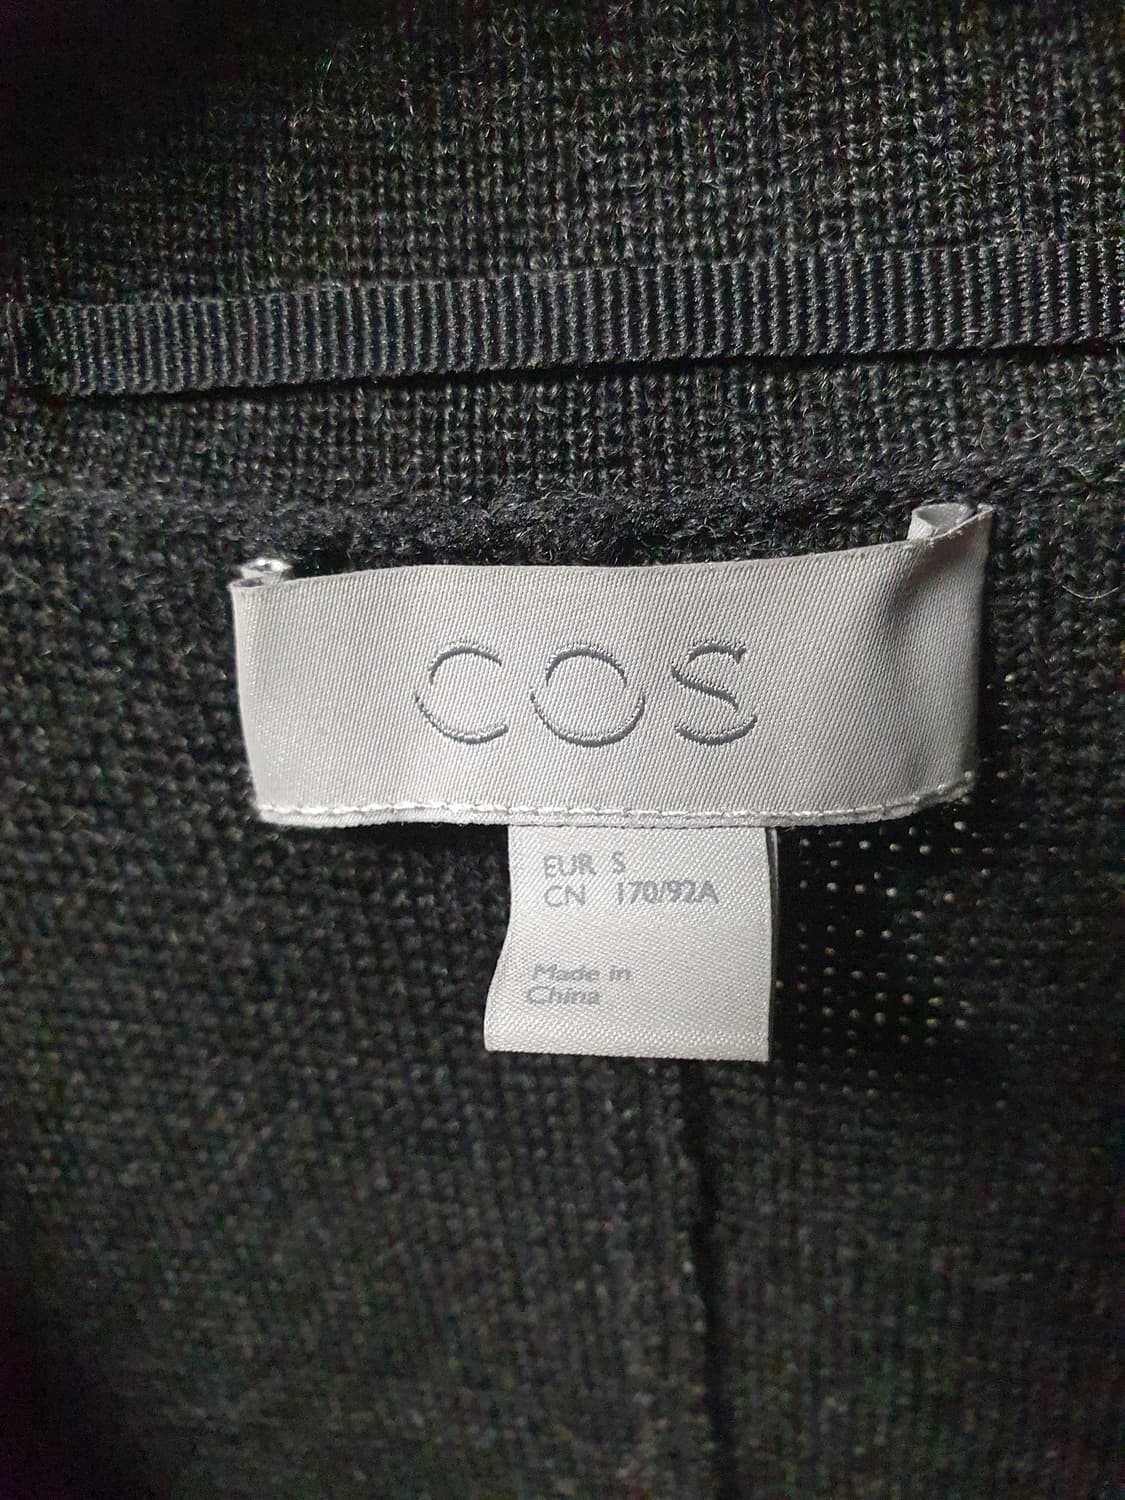 COS
EUR S
CN 170/92A
Made in
China